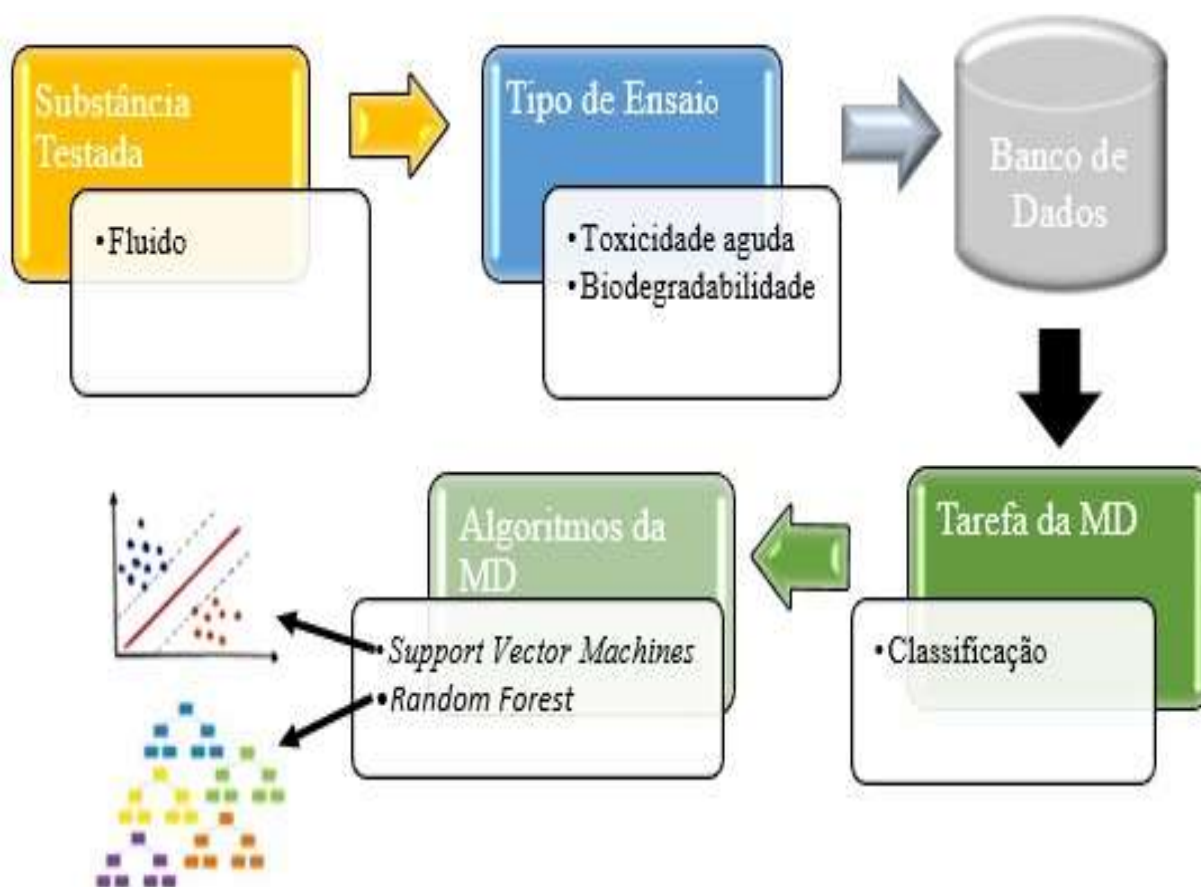 Substância
Testada
•Fluido
Tipo de Ensaio
•Toxicidade aguda
•Biodegradabilidade
Banco de
Dados
Tarefa da MD
•Classificação
Algoritmos da
MD
•Support Vector Machines
•Random Forest